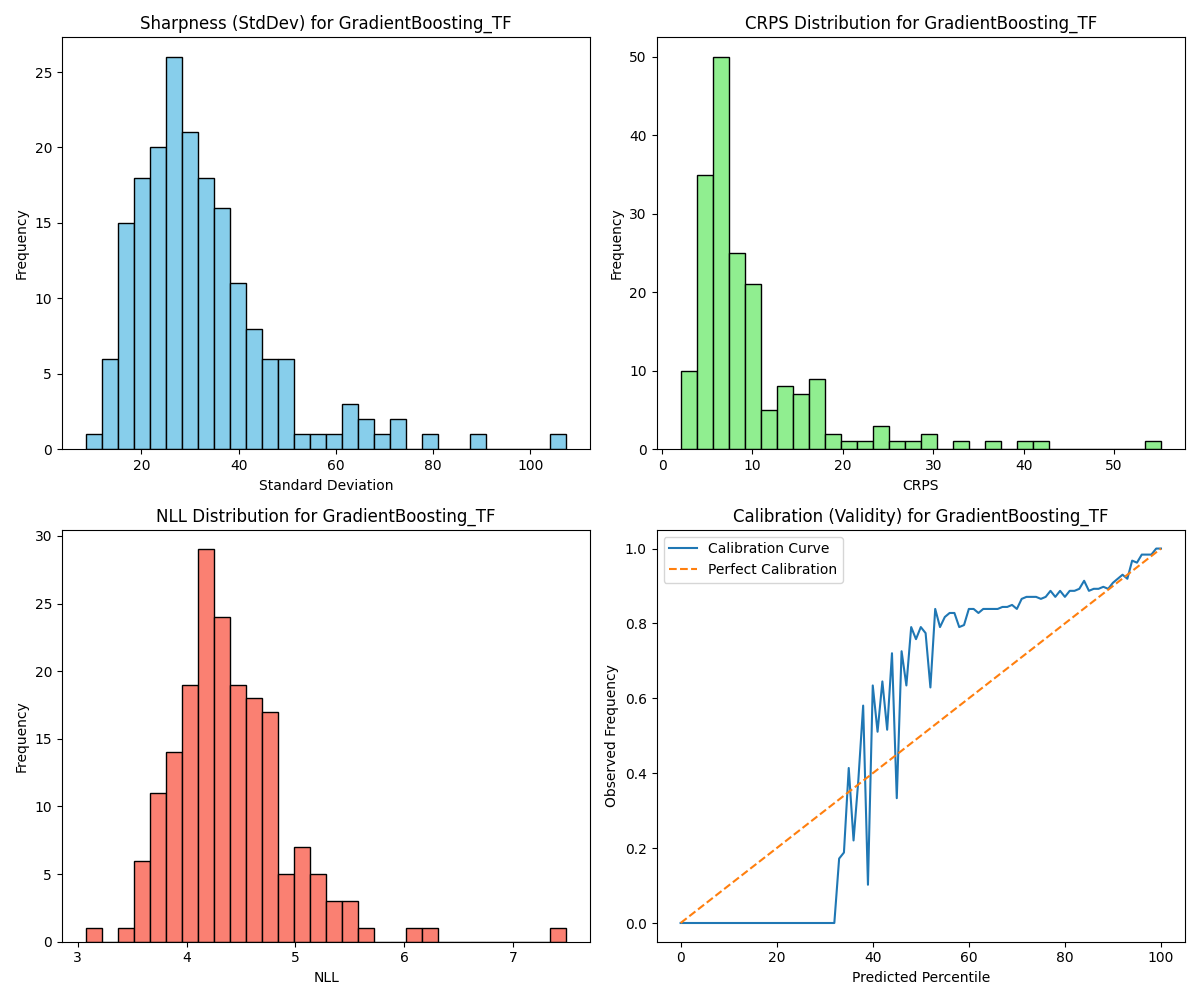 Sharpness (StdDev) for GradientBoosting_TF
Frequency
25
20
15
10
5
0
20 40 60 80 100
Standard Deviation
CRPS Distribution for GradientBoosting_TF
Frequency
50
40
30
20
10
0
0 10 20 30 40 50
CRPS
NLL Distribution for GradientBoosting_TF
Frequency
30
25
20
15
10
5
0
3 4 5 6 7
NLL
Calibration (Validity) for GradientBoosting_TF
Calibration Curve
Perfect Calibration
Observed Frequency
1.0
0.8
0.6
0.4
0.2
0.0
0 20 40 60 80 100
Predicted Percentile